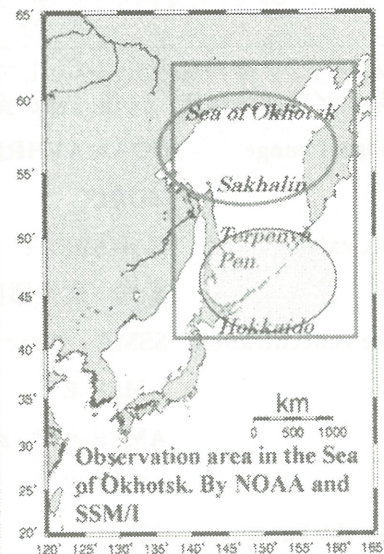 65'
60'
55'
50'
45'
40'
35'
30'
25'
20'
Sea of Okhotsk
Sakhalin
Terpenya
Pen.
Hokkaido
km
0 500 1000
Observation area in the Sea
of Okhotsk. By NOAA and
SSM/I
120' 125' 130' 135' 140' 145' 150' 155' 160' 165'